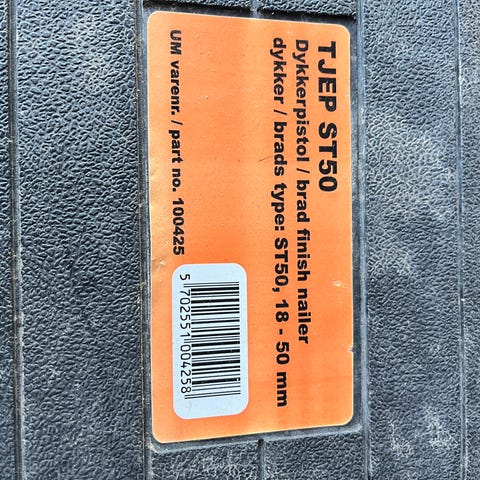 TJEP ST50
Dykkerpistol / brad finish nailer
dykker / brads type: ST50, 18 - 50 mm
UM varenr. / part no. 100425
5 702551 004258